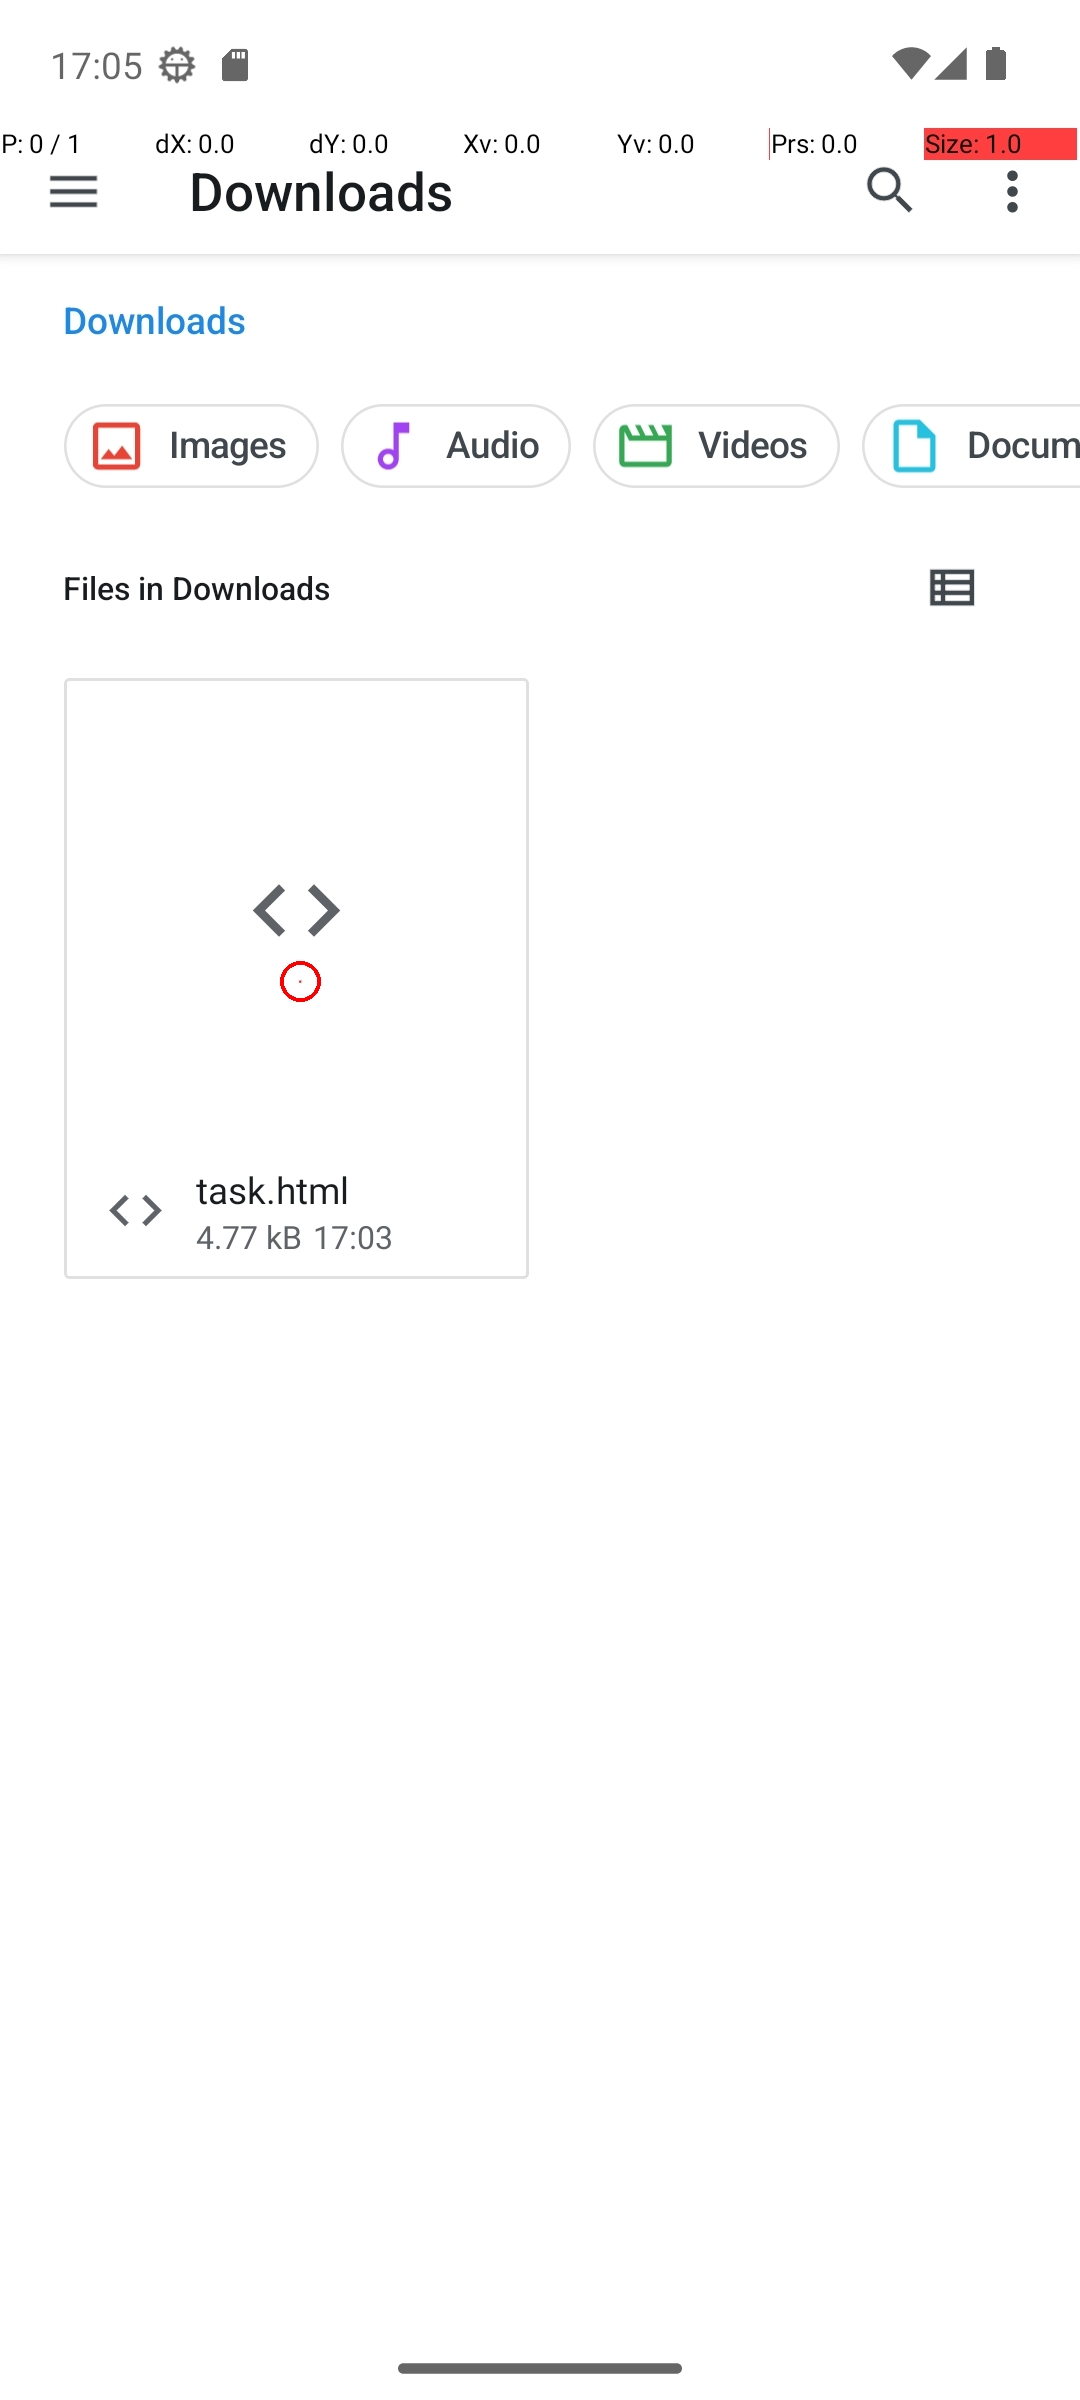 17:05
P: 0 / 1 dX: 0.0 dY: 0.0 Xv: 0.0 Yv: 0.0 Prs: 0.0 Size: 1.0
Downloads
Downloads
Images Audio Videos Docum
Files in Downloads
task.html
4.77 kB 17:03